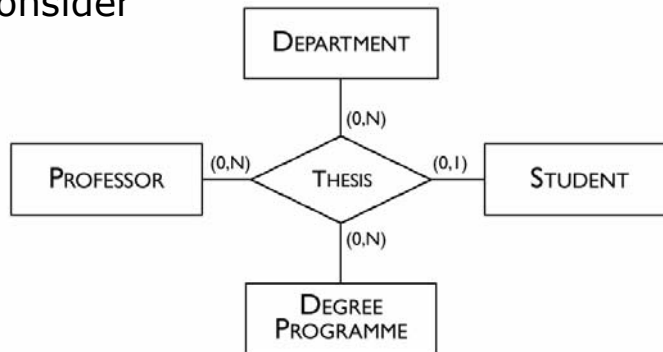 onsider
DEPARTMENT
(0,N)
PROFESSOR
(0,N)
THESIS
(0,1)
STUDENT
(0,N)
DEGREE
PROGRAMME